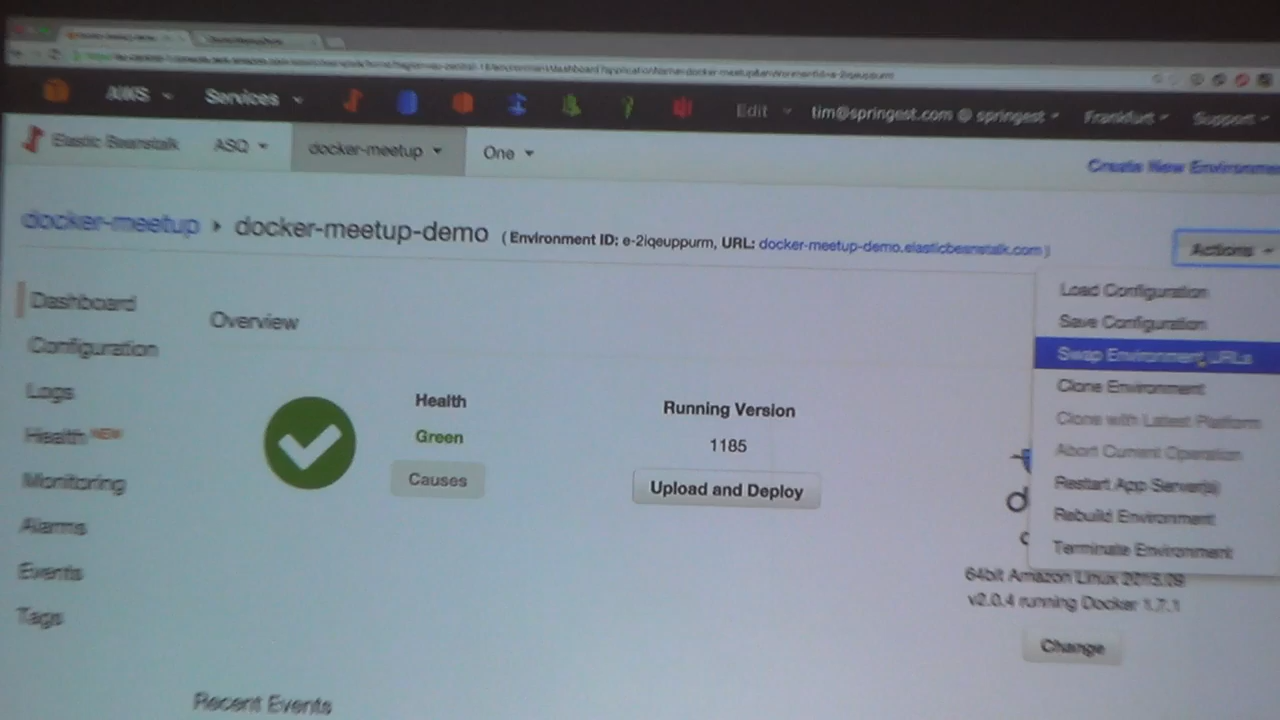 AWS Services Edit tim@springest.com @ springest Frankfurt Support
Elastic Beanstalk ASQ docker-meetup One Create New Environme
docker-meetup docker-meetup-demo ( Environment ID: e-2iqeuppurm, URL: docker-meetup-demo.elasticbeanstalk.com )
Actions
Load Configuration
Save Configuration
Swap Environment URLs
Clone Environment
Clone with Latest Platform
Abort Current Operation
Restart App Server(s)
Rebuild Environment
Terminate Environment
Dashboard
Configuration
Logs
Health NEW
Monitoring
Alarms
Events
Tags
Overview
Health
Green
Causes
Running Version
1185
Upload and Deploy
64bit Amazon Linux 2015.09
v2.0.4 running Docker 1.7.1
Change
Recent Events